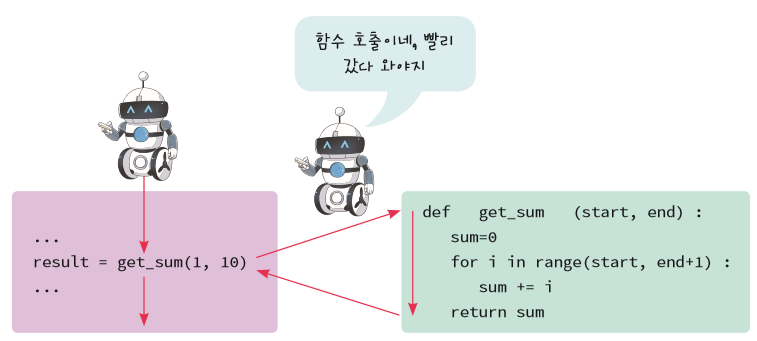 함수 호출이네, 빨리
갔다 와야지
...
result = get_sum(1, 10)
...
def get_sum (start, end) :
sum=0
for i in range(start, end+1) :
sum += i
return sum